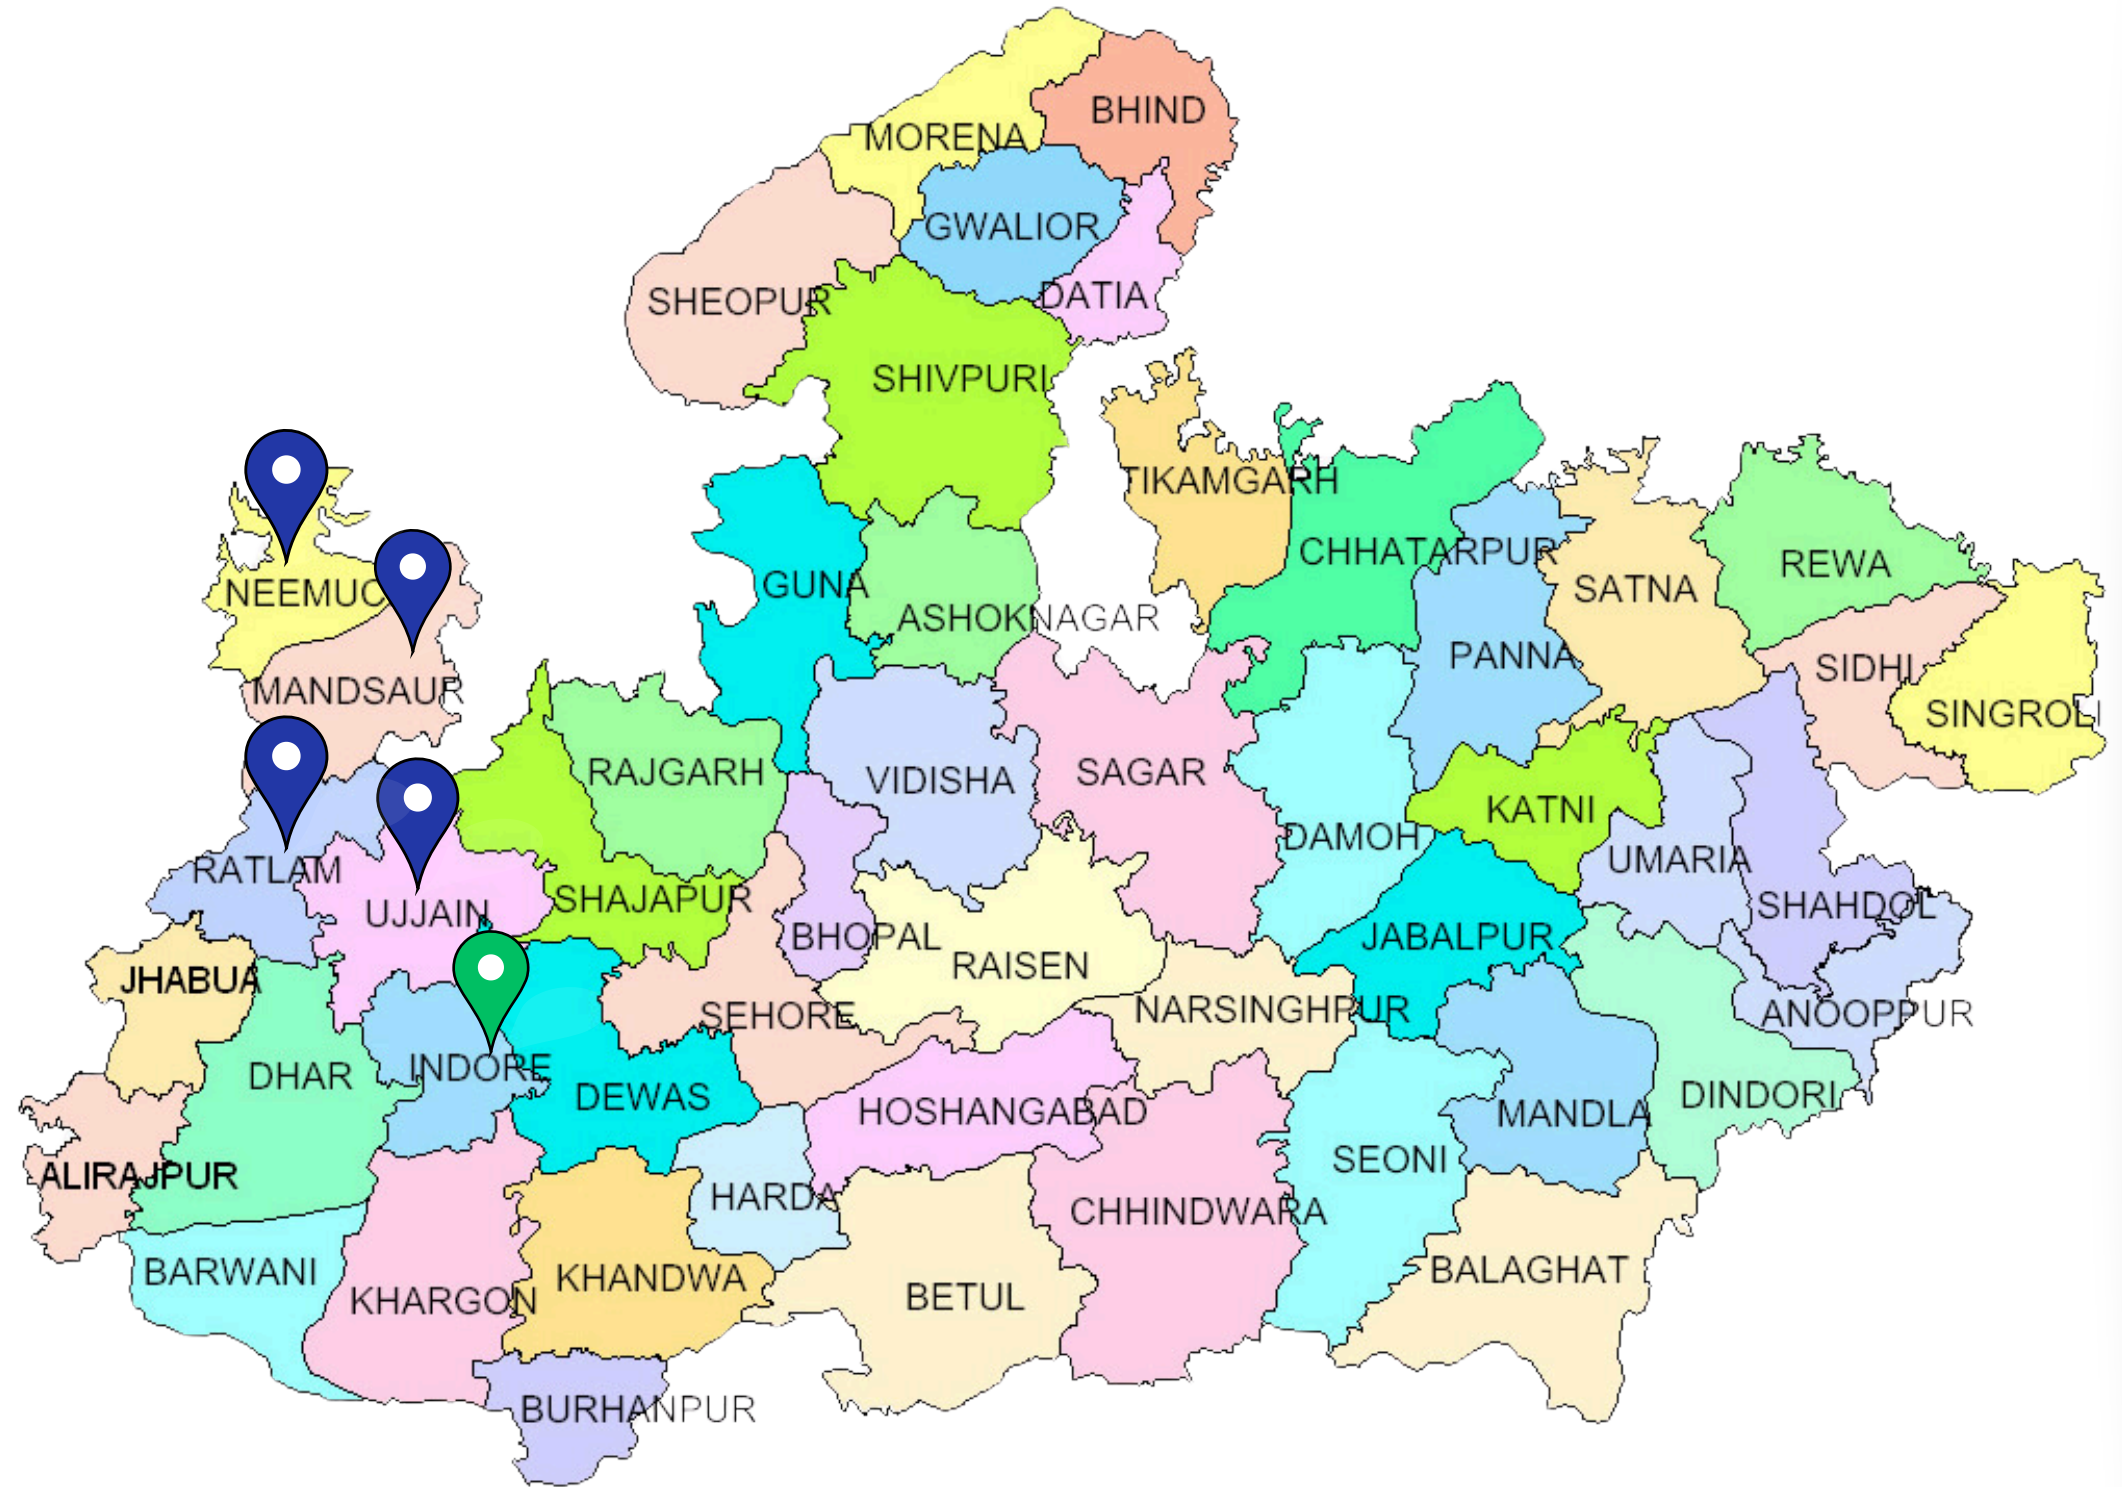 BHIND
MORENA
GWALIOR
DATIA
SHEOPUR
SHIVPURI
TIKAMGARH
CHHATARPUR
REWA
SATNA
GUNA
NEEMUC
ASHOKNAGAR
PANNA
SIDHI
MANDSAUR
SINGROLI
RAJGARH
VIDISHA
SAGAR
KATNI
DAMOH
UMARIA
RATLAM
SHAJAPUR
SHAHDOL
UJJAIN
BHOPAL
JABALPUR
RAISEN
JHABUA
SEHORE
NARSINGHPUR
ANOOPPUR
INDORE
DHAR
DEWAS
DINDORI
HOSHANGABAD
MANDLA
SEONI
ALIRAJPUR
HARDA
CHHINDWARA
BARWANI
KHANDWA
BALAGHAT
KHARGON
BETUL
BURHANPUR